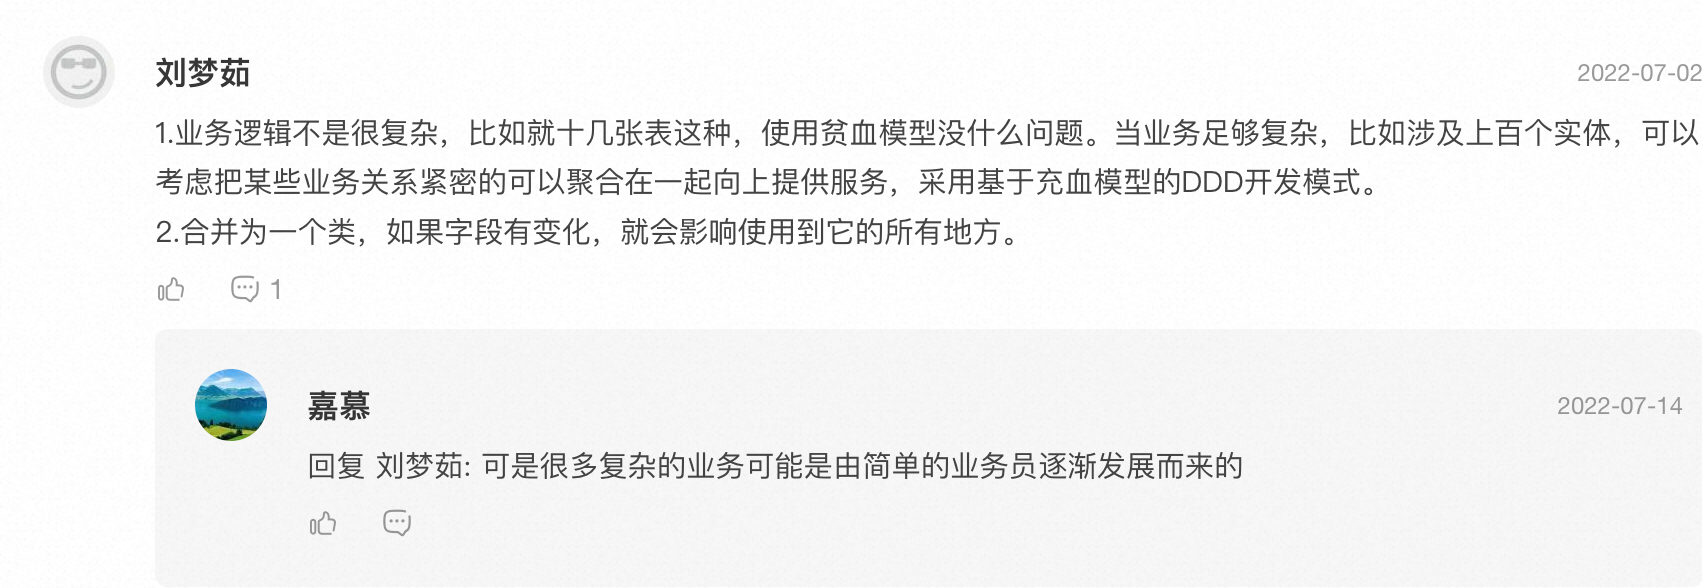 刘梦茹
2022-07-02
1.业务逻辑不是很复杂，比如就十几张表这种，使用贫血模型没什么问题。当业务足够复杂，比如涉及上百个实体，可以
考虑把某些业务关系紧密的可以聚合在一起向上提供服务，采用基于充血模型的DDD开发模式。
2.合并为一个类，如果字段有变化，就会影响使用到它的所有地方。
1
嘉慕
2022-07-14
回复 刘梦茹: 可是很多复杂的业务可能是由简单的业务员逐渐发展而来的